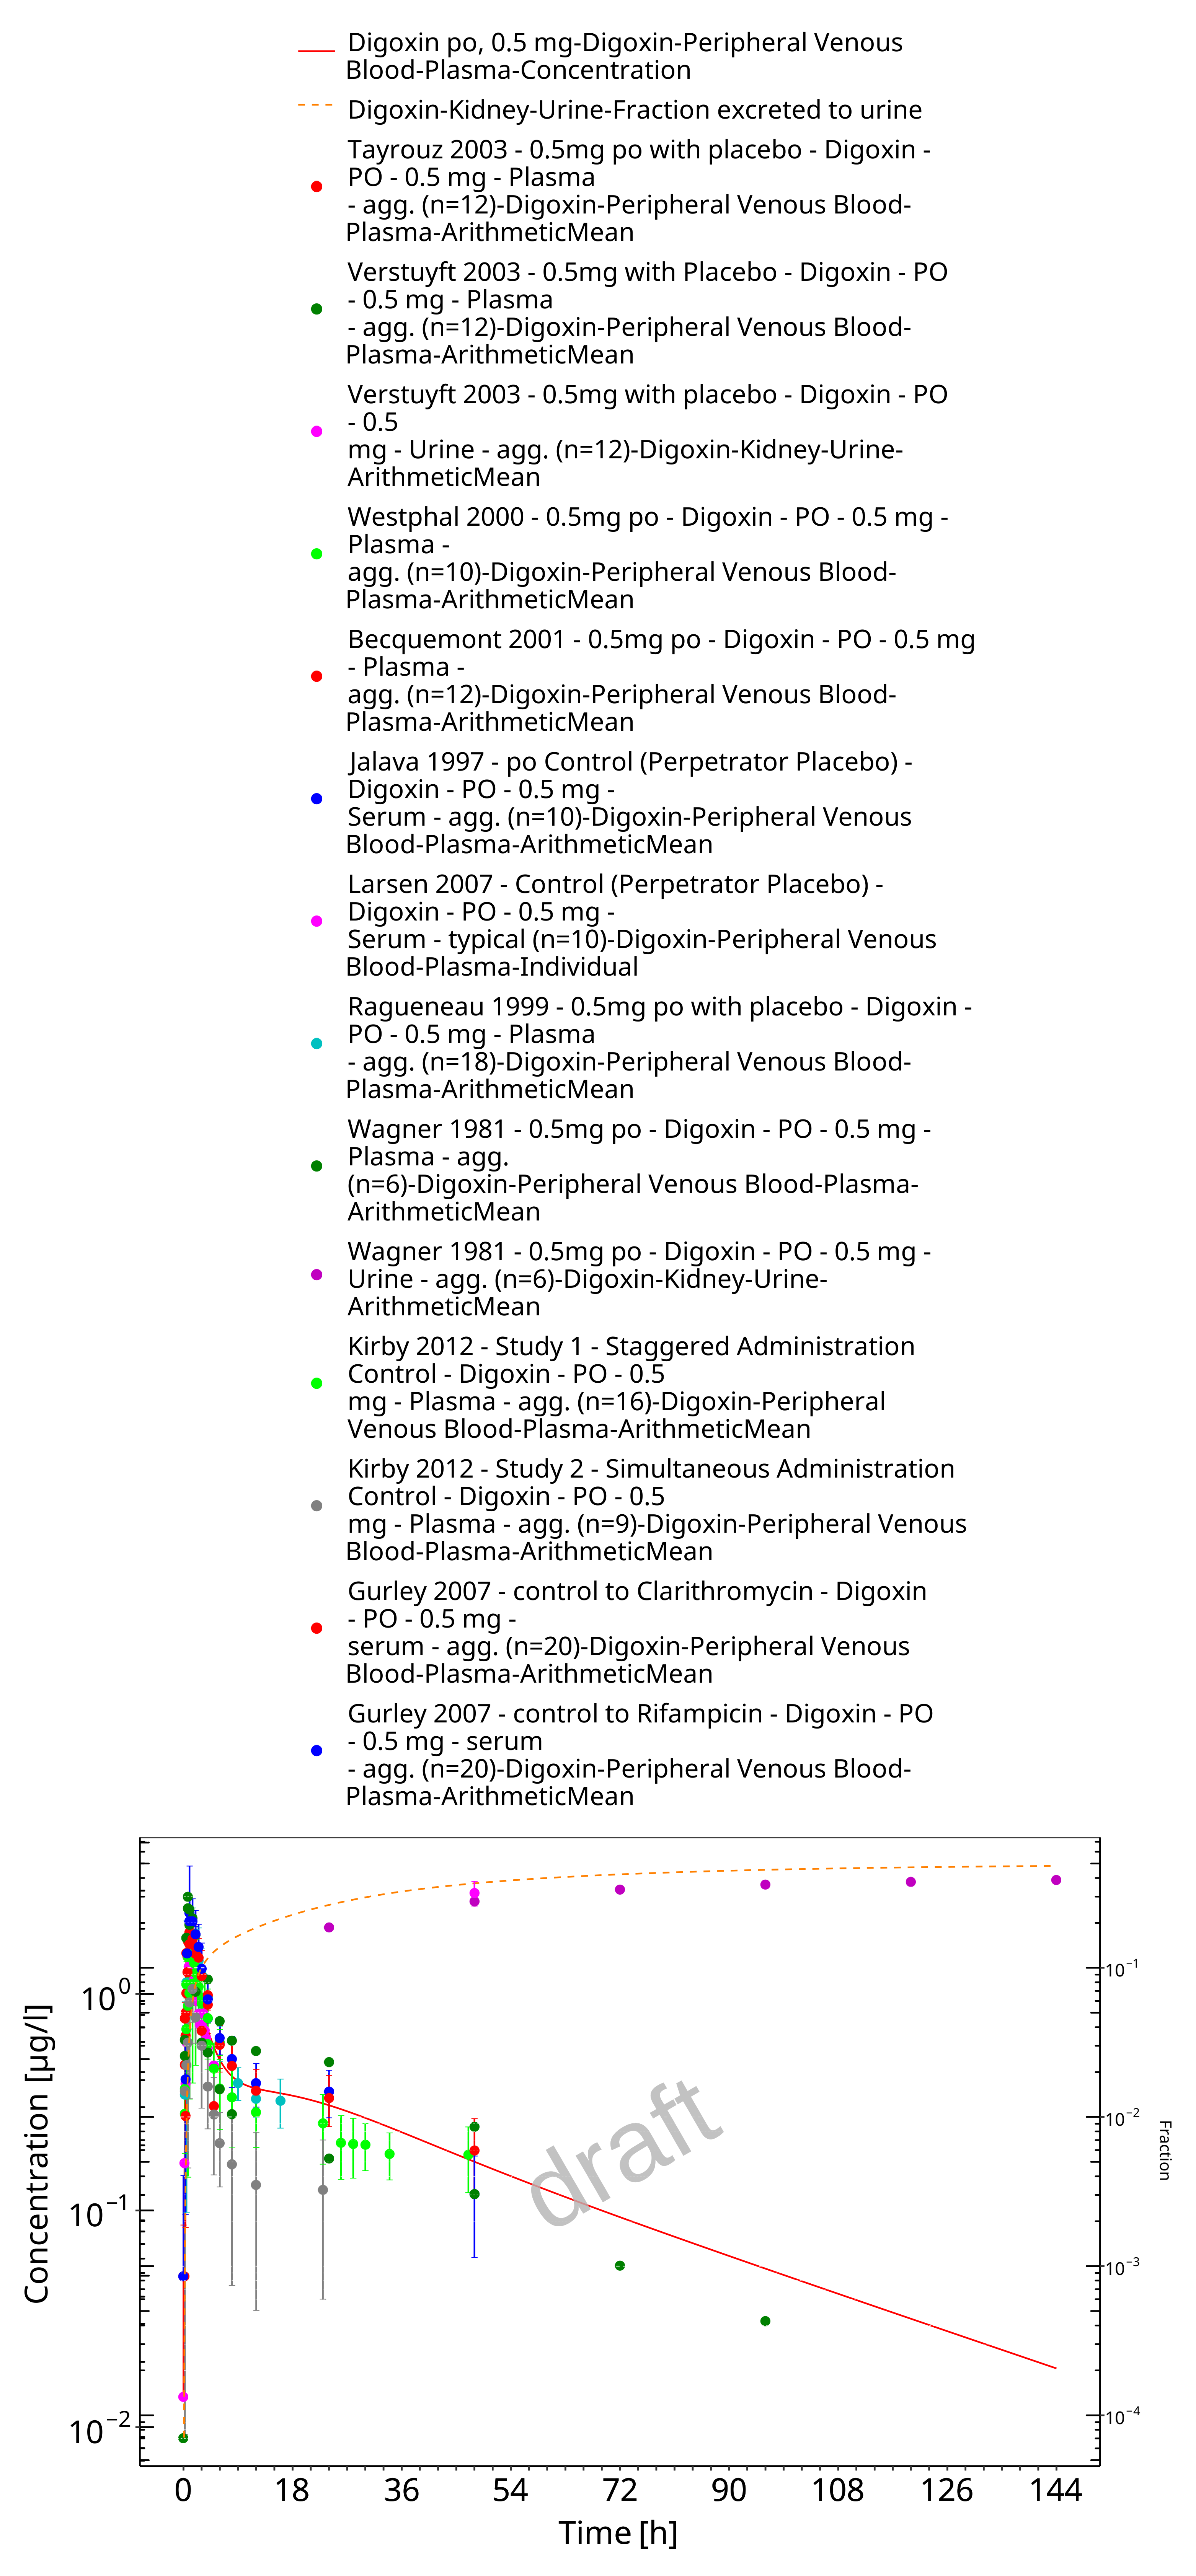 Digoxin po, 0.5 mg-Digoxin-Peripheral Venous
Blood-Plasma-Concentration
Digoxin-Kidney-Urine-Fraction excreted to urine
Tayrouz 2003 - 0.5mg po with placebo - Digoxin -
PO - 0.5 mg - Plasma
- agg. (n=12)-Digoxin-Peripheral Venous Blood-
Plasma-ArithmeticMean
Verstuyft 2003 - 0.5mg with Placebo - Digoxin - PO
- 0.5 mg - Plasma
- agg. (n=12)-Digoxin-Peripheral Venous Blood-
Plasma-ArithmeticMean
Verstuyft 2003 - 0.5mg with placebo - Digoxin - PO
- 0.5
mg - Urine - agg. (n=12)-Digoxin-Kidney-Urine-
ArithmeticMean
Westphal 2000 - 0.5mg po - Digoxin - PO - 0.5 mg -
Plasma -
agg. (n=10)-Digoxin-Peripheral Venous Blood-
Plasma-ArithmeticMean
Becquemont 2001 - 0.5mg po - Digoxin - PO - 0.5 mg
- Plasma -
agg. (n=12)-Digoxin-Peripheral Venous Blood-
Plasma-ArithmeticMean
Jalava 1997 - po Control (Perpetrator Placebo) -
Digoxin - PO - 0.5 mg -
Serum - agg. (n=10)-Digoxin-Peripheral Venous
Blood-Plasma-ArithmeticMean
Larsen 2007 - Control (Perpetrator Placebo) -
Digoxin - PO - 0.5 mg -
Serum - typical (n=10)-Digoxin-Peripheral Venous
Blood-Plasma-Individual
Ragueneau 1999 - 0.5mg po with placebo - Digoxin -
PO - 0.5 mg - Plasma
- agg. (n=18)-Digoxin-Peripheral Venous Blood-
Plasma-ArithmeticMean
Wagner 1981 - 0.5mg po - Digoxin - PO - 0.5 mg -
Plasma - agg.
(n=6)-Digoxin-Peripheral Venous Blood-Plasma-
ArithmeticMean
Wagner 1981 - 0.5mg po - Digoxin - PO - 0.5 mg -
Urine - agg. (n=6)-Digoxin-Kidney-Urine-
ArithmeticMean
Kirby 2012 - Study 1 - Staggered Administration
Control - Digoxin - PO - 0.5
mg - Plasma - agg. (n=16)-Digoxin-Peripheral
Venous Blood-Plasma-ArithmeticMean
Kirby 2012 - Study 2 - Simultaneous Administration
Control - Digoxin - PO - 0.5
mg - Plasma - agg. (n=9)-Digoxin-Peripheral Venous
Blood-Plasma-ArithmeticMean
Gurley 2007 - control to Clarithromycin - Digoxin
- PO - 0.5 mg -
serum - agg. (n=20)-Digoxin-Peripheral Venous
Blood-Plasma-ArithmeticMean
Gurley 2007 - control to Rifampicin - Digoxin - PO
- 0.5 mg - serum
- agg. (n=20)-Digoxin-Peripheral Venous Blood-
Plasma-ArithmeticMean
Concentration [µg/l]
10⁰
10⁻¹
10⁻²
draft
10⁻¹
10⁻²
10⁻³
10⁻⁴
Fraction
0 18 36 54 72 90 108 126 144
Time [h]